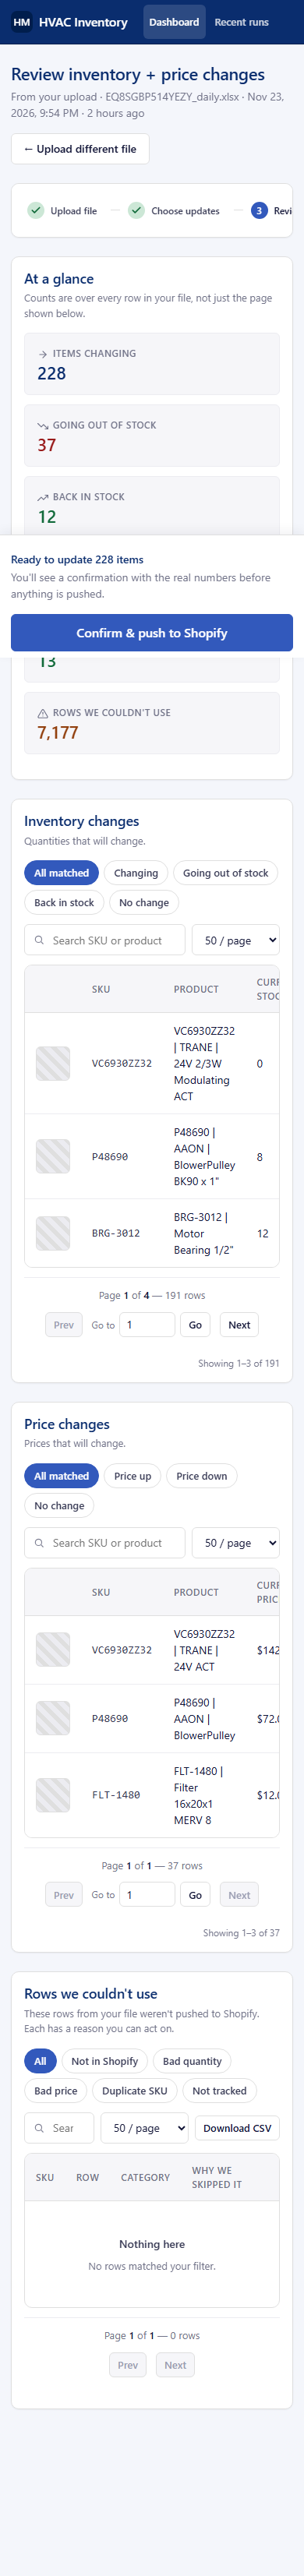 HM HVAC Inventory Dashboard Recent runs
Review inventory + price changes
From your upload · EQ8SGBP514YEZY_daily.xlsx · Nov 23,
2026, 9:54 PM · 2 hours ago
← Upload different file
Upload file
Choose updates
3 Revi
At a glance
Counts are over every row in your file, not just the page
shown below.
ITEMS CHANGING
228
GOING OUT OF STOCK
37
BACK IN STOCK
12
Ready to update 228 items
You'll see a confirmation with the real numbers before
anything is pushed.
Confirm & push to Shopify
13
ROWS WE COULDN'T USE
7,177
Inventory changes
Quantities that will change.
All matched Changing Going out of stock
Back in stock No change
Search SKU or product 50 / page
SKU PRODUCT CURR
STOC
VC6930ZZ32
| TRANE |
24V 2/3W
Modulating
ACT
VC6930ZZ32 0
P48690 |
AAON |
BlowerPulley
BK90 x 1"
P48690 8
BRG-3012 |
Motor
Bearing 1/2"
BRG-3012 12
Page 1 of 4 — 191 rows
Prev Go to 1 Go Next
Showing 1–3 of 191
Price changes
Prices that will change.
All matched Price up Price down
No change
Search SKU or product 50 / page
SKU PRODUCT CURR
PRIC
VC6930ZZ32
| TRANE |
24V ACT
VC6930ZZ32 $142
P48690 |
AAON |
BlowerPulley
P48690 $72.0
FLT-1480 |
Filter
16x20x1
MERV 8
FLT-1480 $12.0
Page 1 of 1 — 37 rows
Prev Go to 1 Go Next
Showing 1–3 of 37
Rows we couldn't use
These rows from your file weren't pushed to Shopify.
Each has a reason you can act on.
All Not in Shopify Bad quantity
Bad price Duplicate SKU Not tracked
Sear 50 / page Download CSV
SKU ROW CATEGORY WHY WE
SKIPPED IT
Nothing here
No rows matched your filter.
Page 1 of 1 — 0 rows
Prev Next